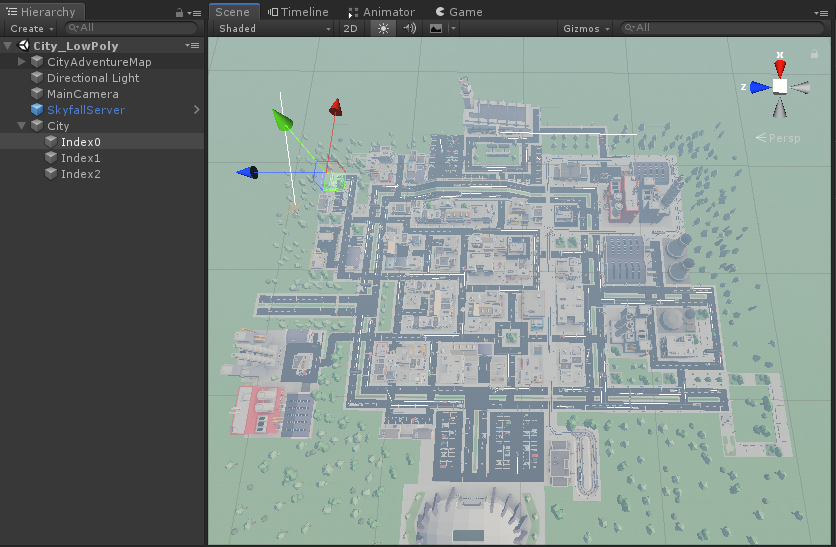 Hierarchy
Create All
City_LowPoly
CityAdventureMap
Directional Light
MainCamera
SkyfallServer
City
Index0
Index1
Index2
Scene Timeline Animator Game
Shaded 2D Gizmos All
x
z
Persp